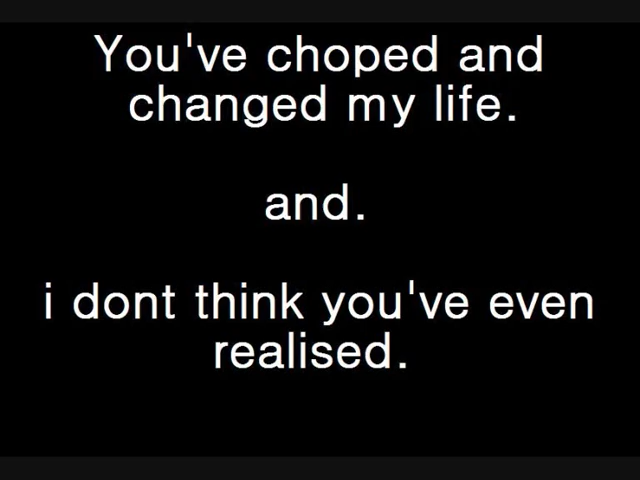 You've choped and
changed my life.
and.
i dont think you've even
realised.